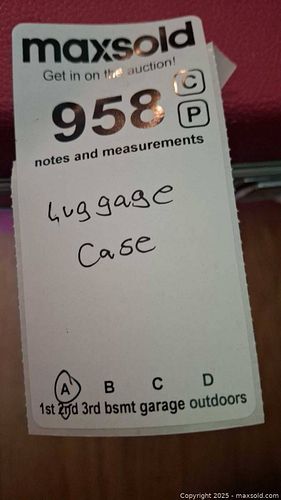 maxsold
Get in on the auction!
958 C
P
notes and measurements
Luggage
Case
A B C D
1st 2nd 3rd bsmt garage outdoors
Copyright 2025 - maxsold.com